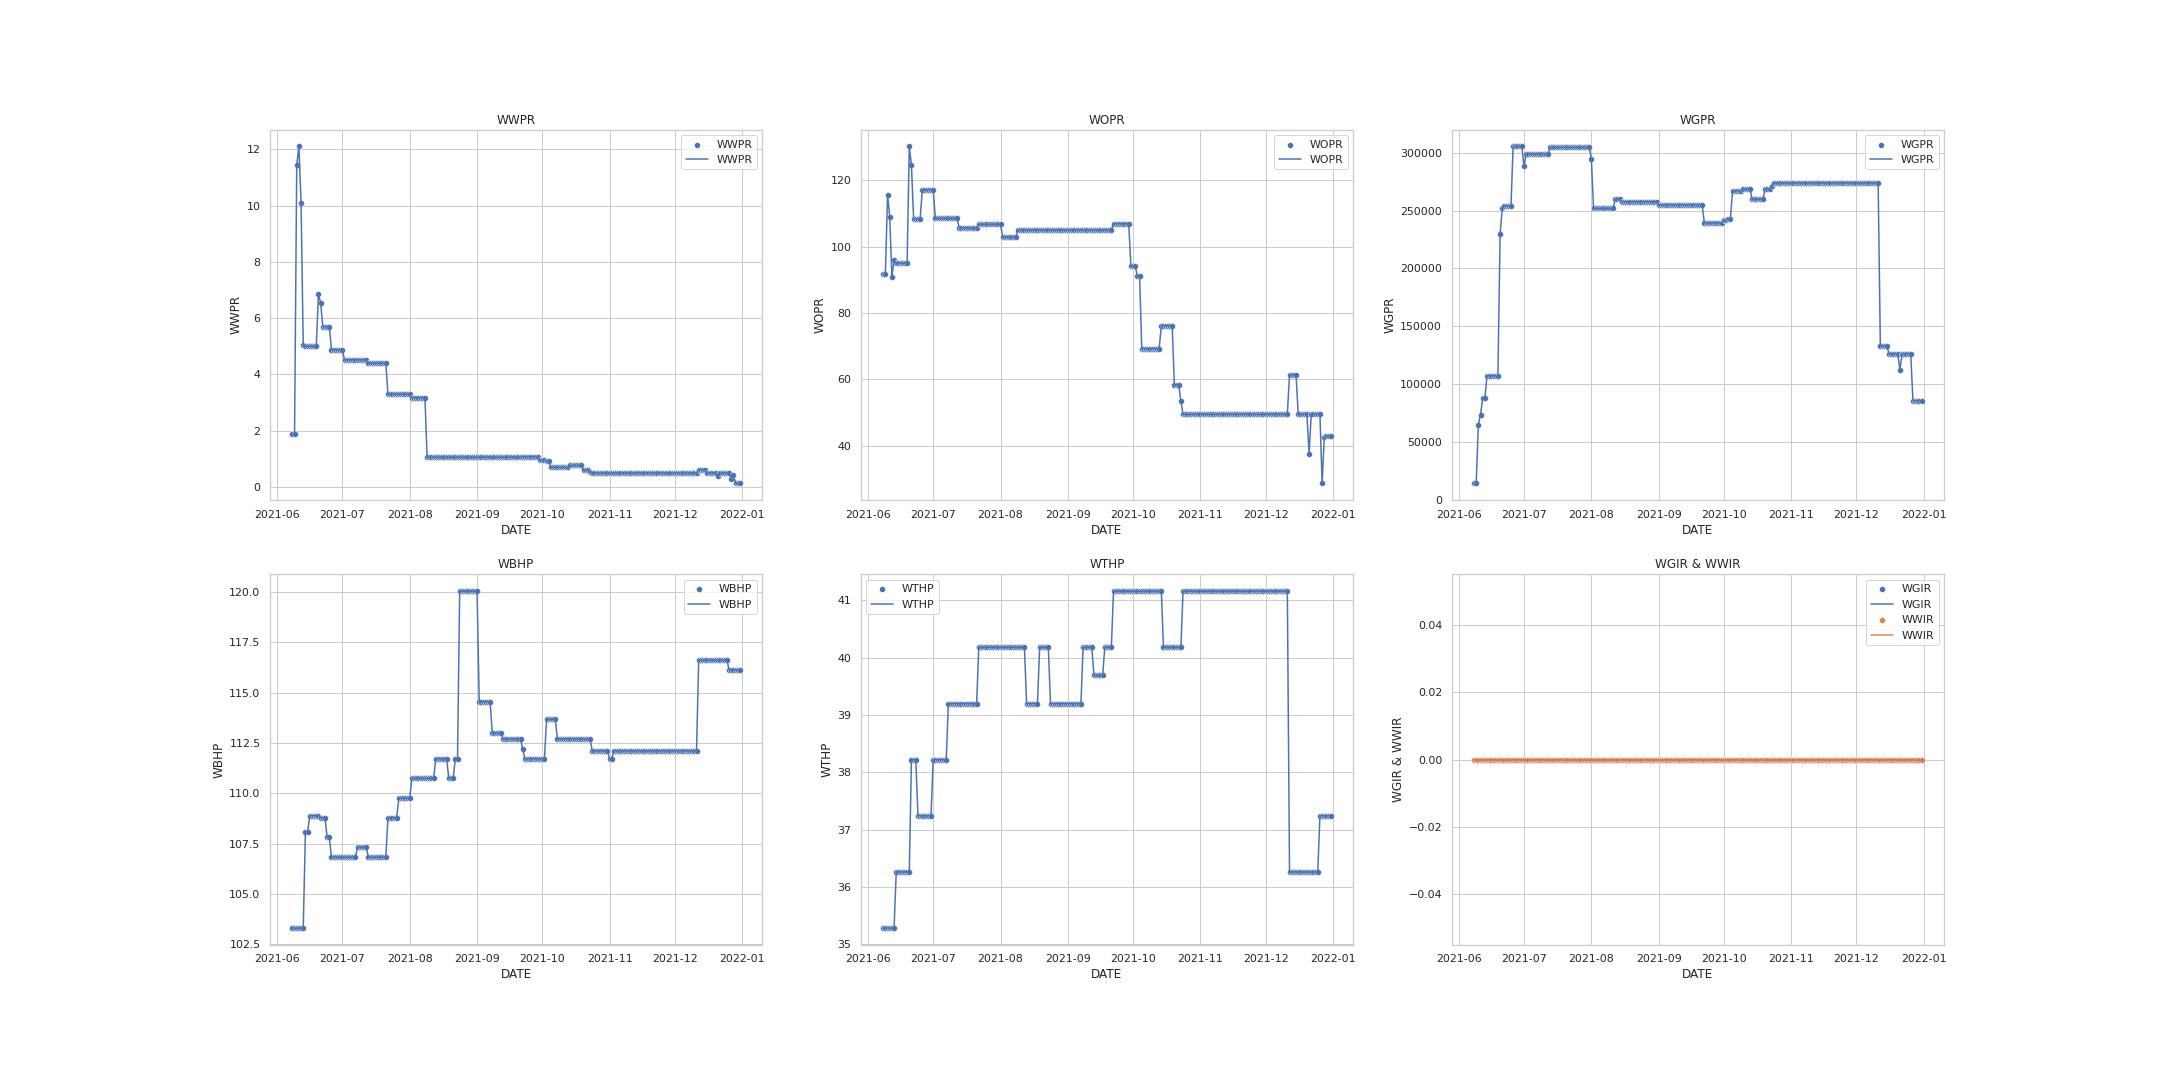 WWPR
WWPR
WWPR
WWPR
12
10
8
6
4
2
0
2021-06 2021-07 2021-08 2021-09 2021-10 2021-11 2021-12 2022-01
DATE
WOPR
WOPR
WOPR
WOPR
120
100
80
60
40
2021-06 2021-07 2021-08 2021-09 2021-10 2021-11 2021-12 2022-01
DATE
WGPR
WGPR
WGPR
WGPR
300000
250000
200000
150000
100000
50000
0
2021-06 2021-07 2021-08 2021-09 2021-10 2021-11 2021-12 2022-01
DATE
WBHP
WBHP
WBHP
WBHP
120.0
117.5
115.0
112.5
110.0
107.5
105.0
102.5
2021-06 2021-07 2021-08 2021-09 2021-10 2021-11 2021-12 2022-01
DATE
WTHP
WTHP
WTHP
WTHP
41
40
39
38
37
36
35
2021-06 2021-07 2021-08 2021-09 2021-10 2021-11 2021-12 2022-01
DATE
WGIR & WWIR
WGIR
WGIR
WWIR
WWIR
WGIR & WWIR
0.04
0.02
0.00
−0.02
−0.04
2021-06 2021-07 2021-08 2021-09 2021-10 2021-11 2021-12 2022-01
DATE